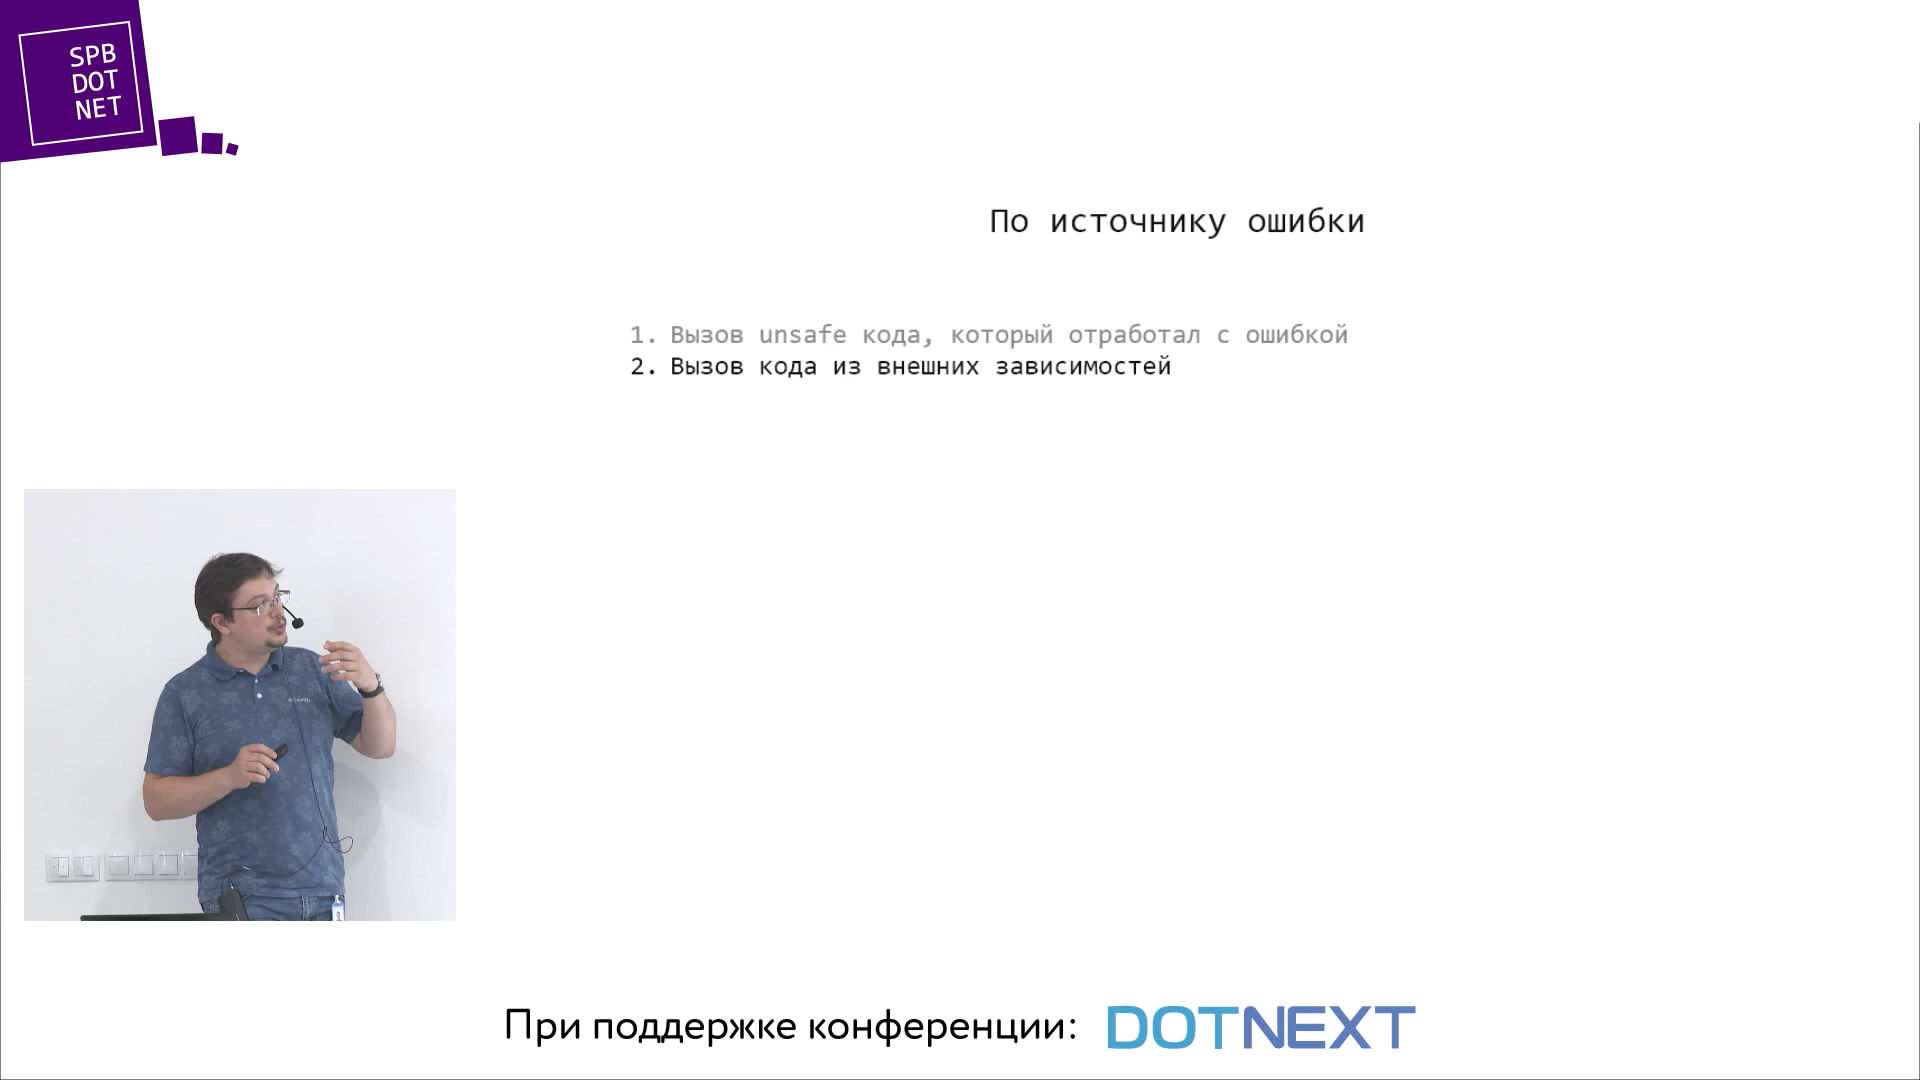 SPB
DOT
NET
По источнику ошибки
1. Вызов unsafe кода, который отработал с ошибкой
2. Вызов кода из внешних зависимостей
При поддержке конференции: DOTNEXT